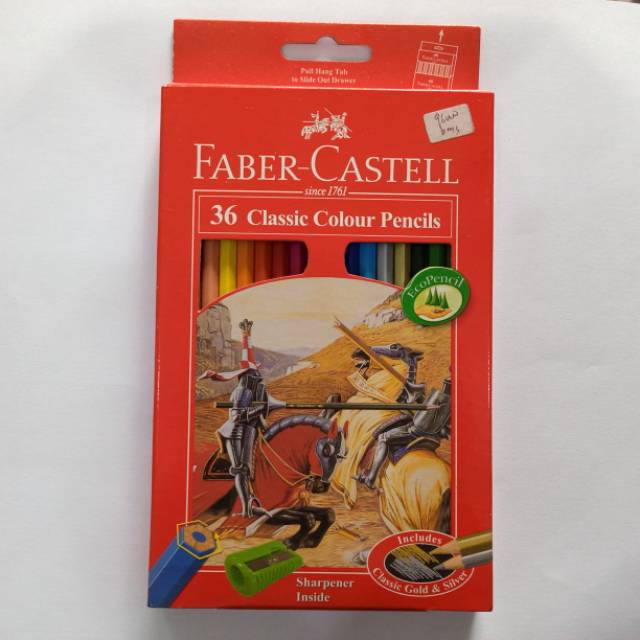 Pull Hang Tab
to Slide Out Drawer
FABER-CASTELL
since 1761
36 Classic Colour Pencils
EcoPencil
Includes
Classic Gold & Silver
Sharpener
Inside